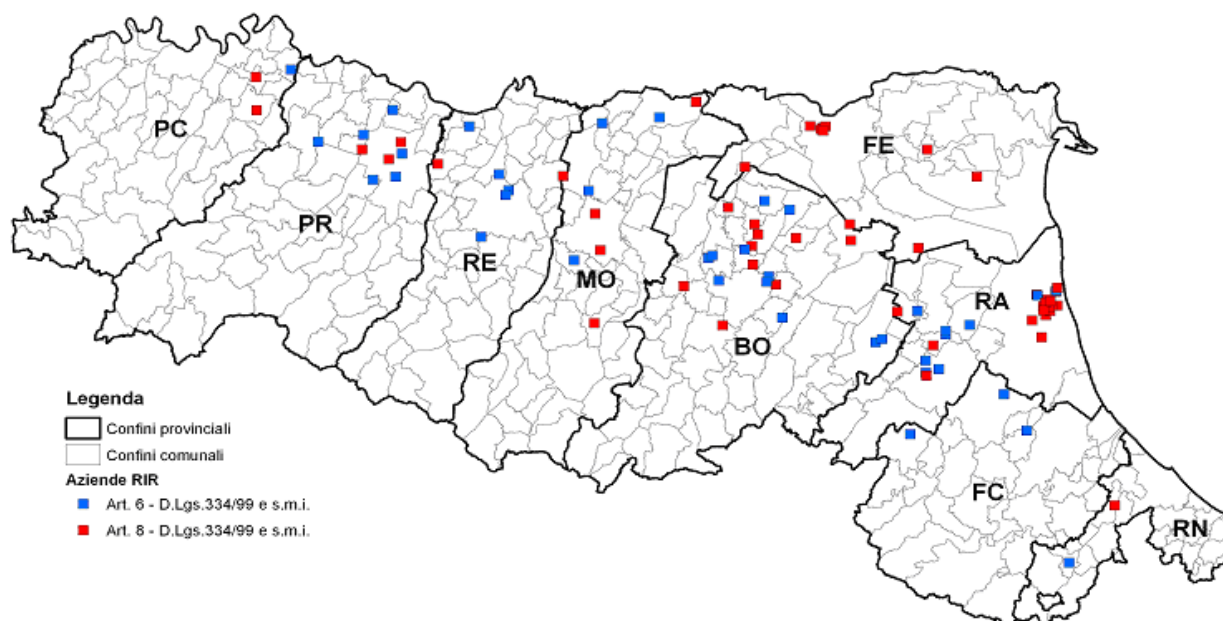 PC
PR
RE
MO
BO
FE
RA
FC
RN
Legenda
Confini provinciali
Confini comunali
Aziende RIR
Art. 6 - D.Lgs.334/99 e s.m.i.
Art. 8 - D.Lgs.334/99 e s.m.i.